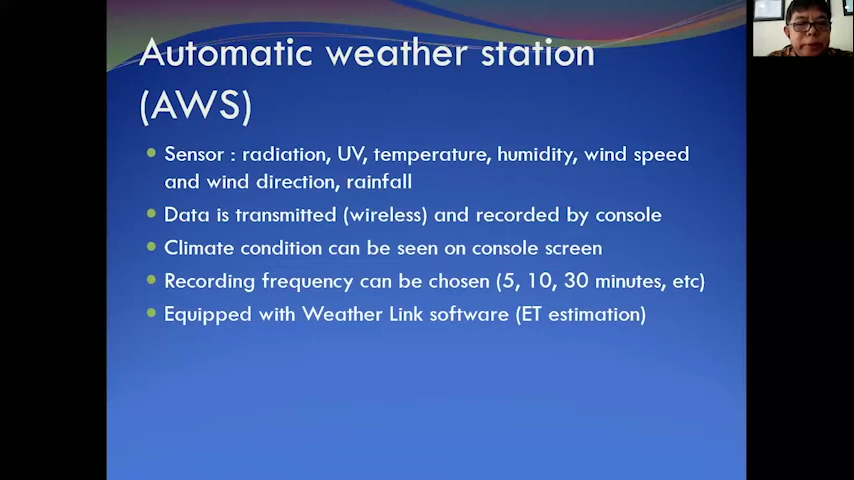 Automatic weather station
(AWS)
Sensor : radiation, UV, temperature, humidity, wind speed
and wind direction, rainfall
Data is transmitted (wireless) and recorded by console
Climate condition can be seen on console screen
Recording frequency can be chosen (5, 10, 30 minutes, etc)
Equipped with Weather Link software (ET estimation)